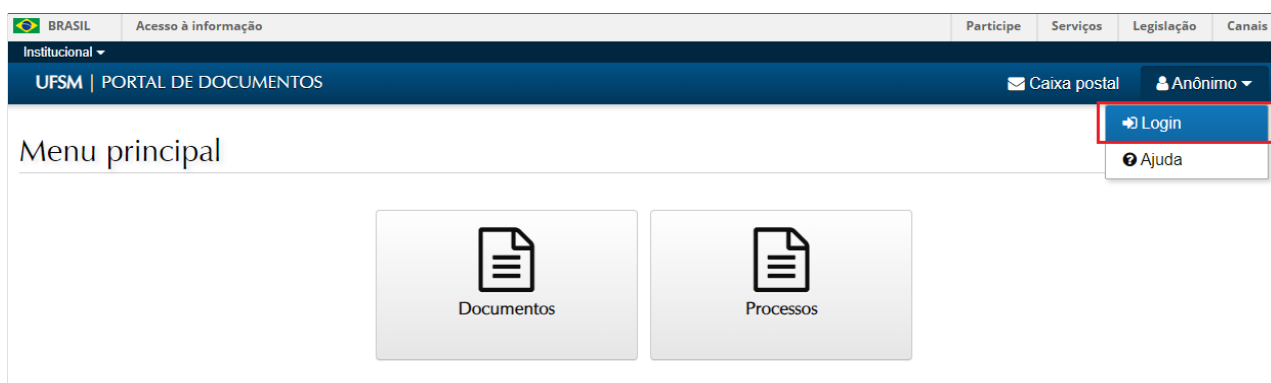 BRASIL Acesso à informação Participe Serviços Legislação Canais
Institucional
UFSM | PORTAL DE DOCUMENTOS Caixa postal Anônimo
Login
Menu principal
Ajuda
Documentos Processos